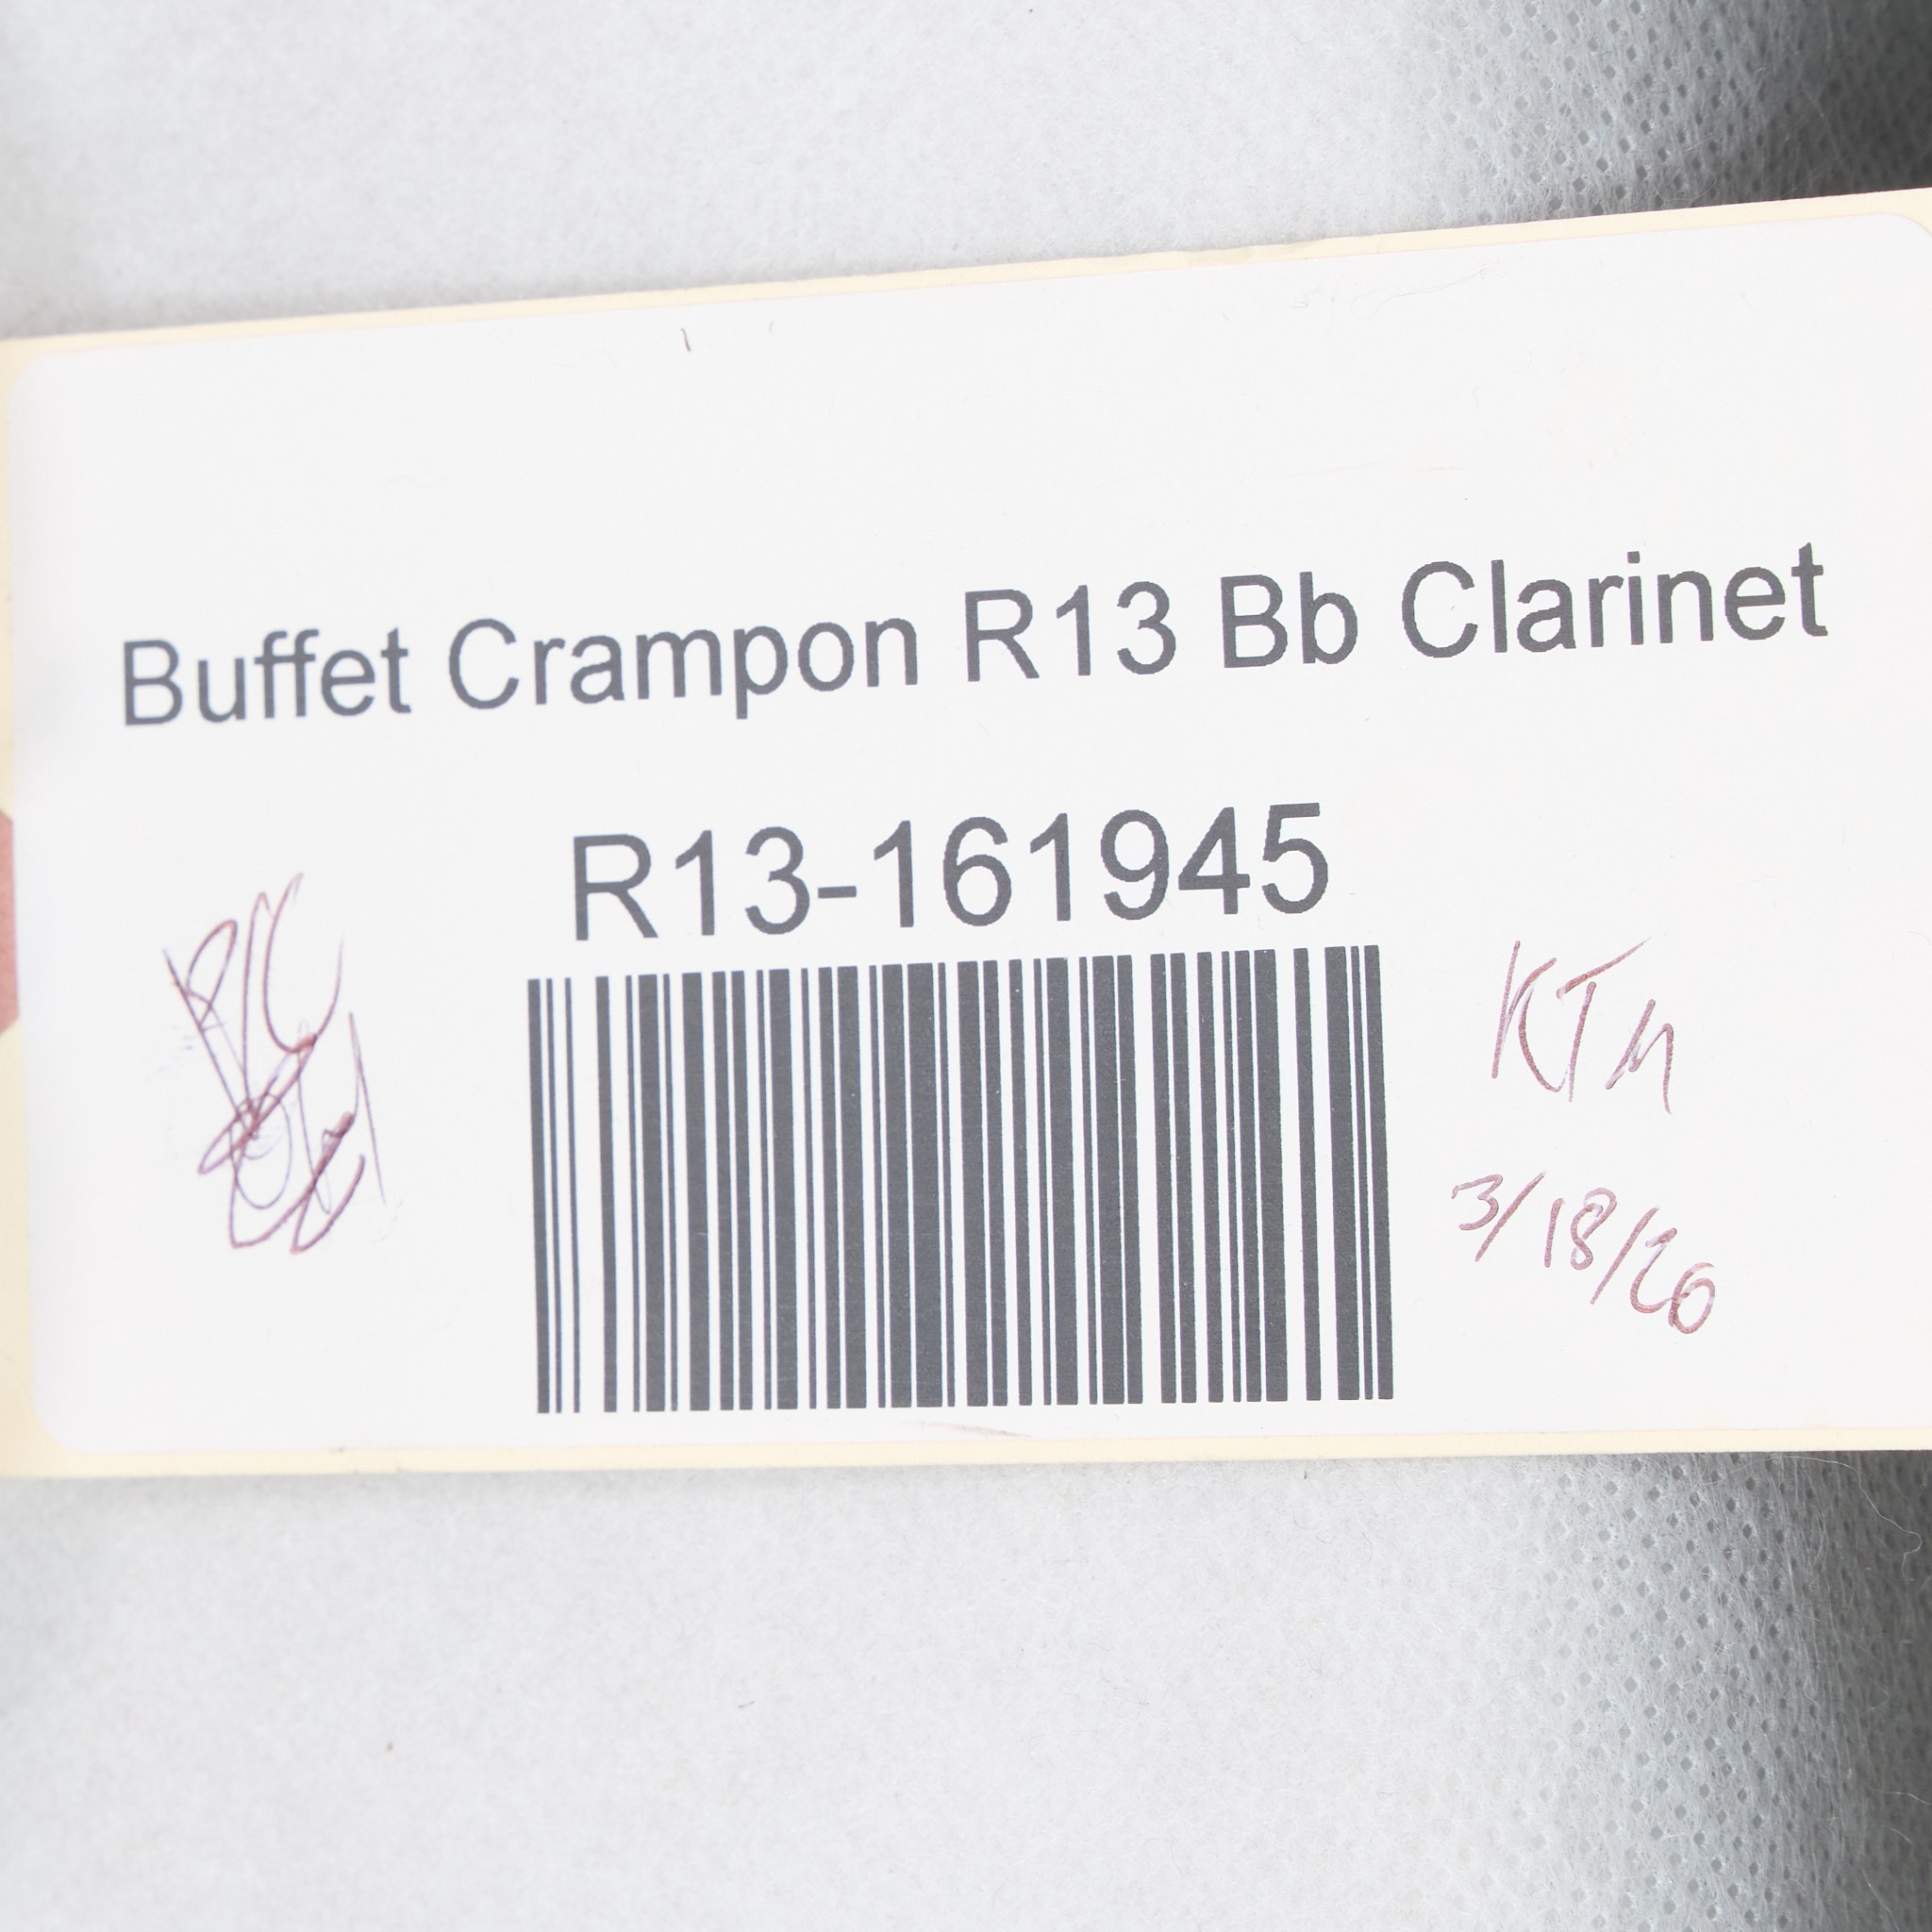 Buffet Crampon R13 Bb Clarinet
R13-161945
KTM
3/18/20